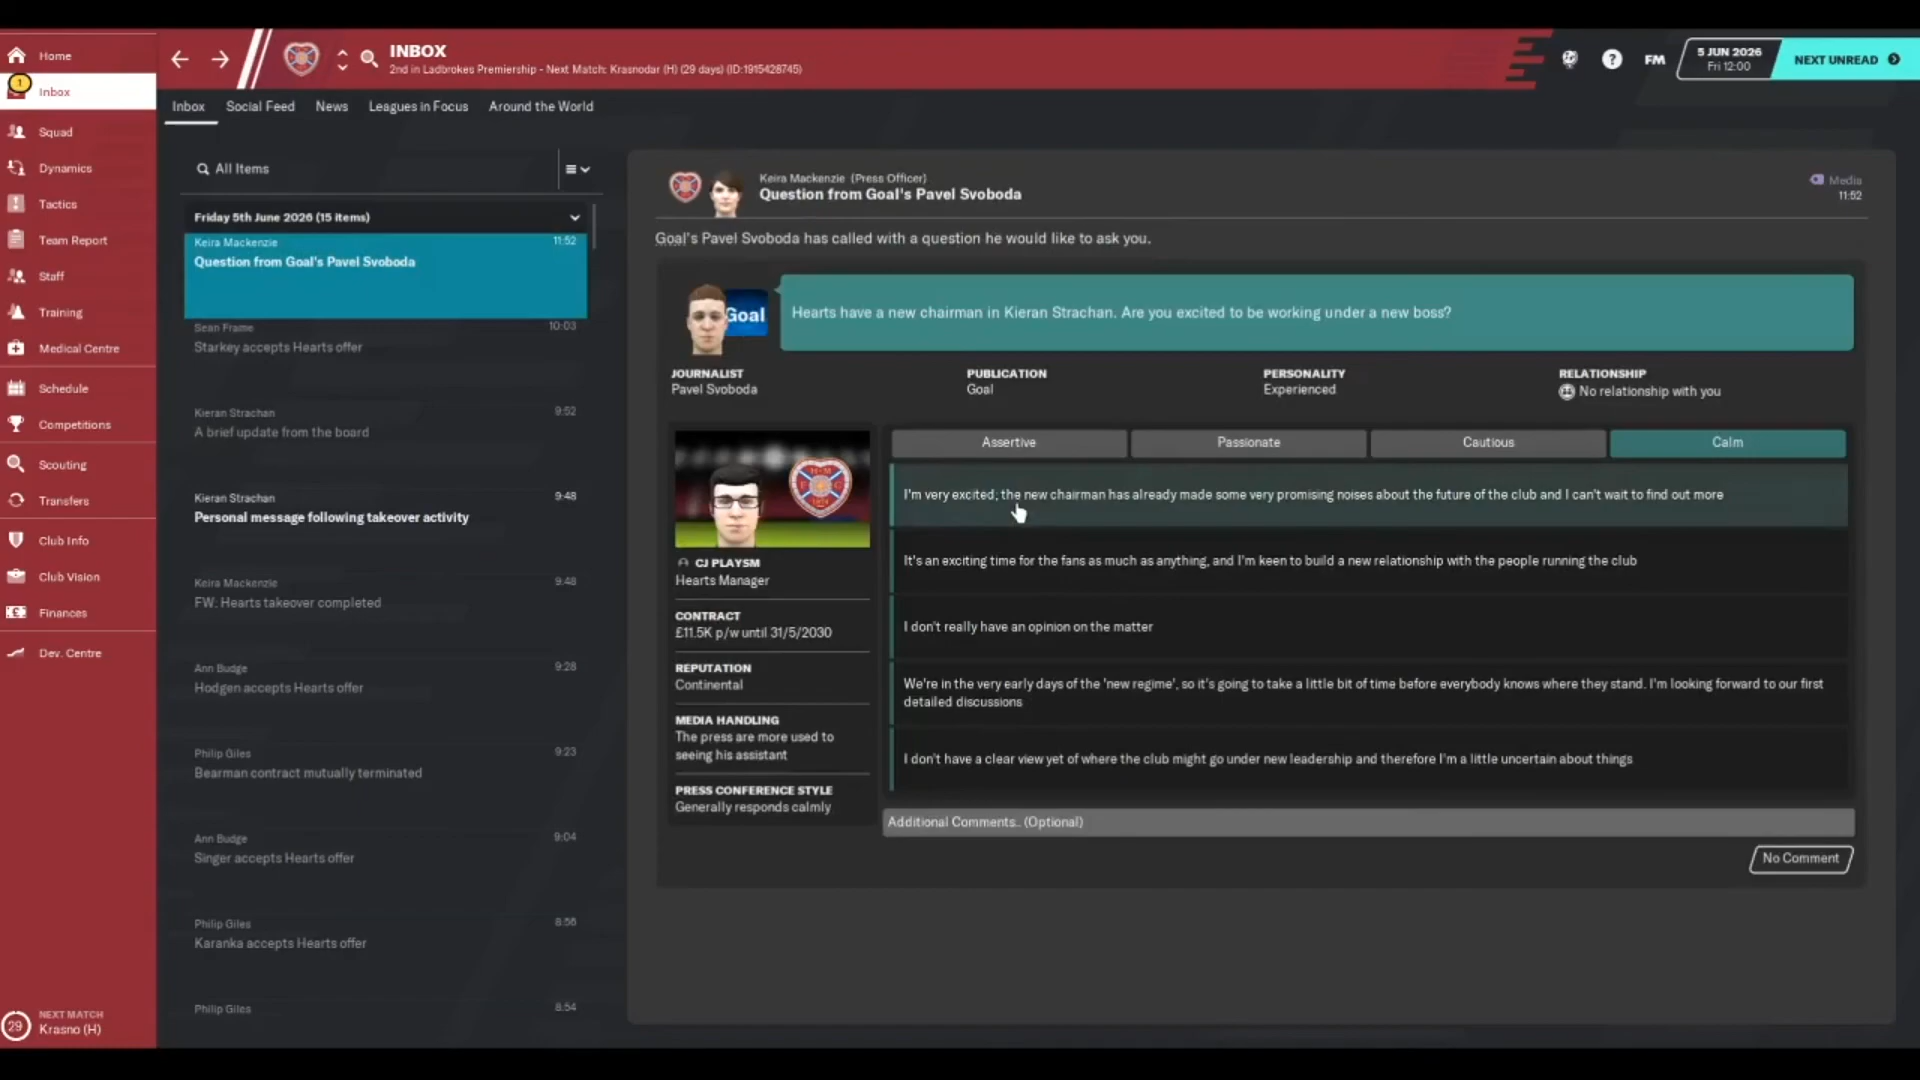 Home
1
Inbox
Squad
Dynamics
Tactics
Team Report
Staff
Training
Medical Centre
Schedule
Competitions
Scouting
Transfers
Club Info
Club Vision
Finances
Dev. Centre
29
NEXT MATCH
Krasno (H)
INBOX
2nd in Ladbrokes Premiership - Next Match: Krasnodar (H) (29 days) (ID:1915428745)
?
FM
5 JUN 2026
Fri 12:00
NEXT UNREAD
Inbox
Social Feed
News
Leagues in Focus
Around the World
All Items
Friday 5th June 2026 (15 items)
Keira Mackenzie 11:52
Question from Goal's Pavel Svoboda
Sean Frame 10:03
Starkey accepts Hearts offer
Kieran Strachan 9:52
A brief update from the board
Kieran Strachan 9:48
Personal message following takeover activity
Keira Mackenzie 9:48
FW: Hearts takeover completed
Ann Budge 9:28
Hodgen accepts Hearts offer
Philip Giles 9:23
Bearman contract mutually terminated
Ann Budge 9:04
Singer accepts Hearts offer
Philip Giles 8:56
Karanka accepts Hearts offer
Philip Giles 8:54
Keira Mackenzie (Press Officer)
Question from Goal's Pavel Svoboda
Media
11:52
Goal's Pavel Svoboda has called with a question he would like to ask you.
Goal
Hearts have a new chairman in Kieran Strachan. Are you excited to be working under a new boss?
JOURNALIST
Pavel Svoboda
PUBLICATION
Goal
PERSONALITY
Experienced
RELATIONSHIP
No relationship with you
CJ PLAYSM
Hearts Manager
CONTRACT
£11.5K p/w until 31/5/2030
REPUTATION
Continental
MEDIA HANDLING
The press are more used to
seeing his assistant
PRESS CONFERENCE STYLE
Generally responds calmly
Assertive
Passionate
Cautious
Calm
I'm very excited, the new chairman has already made some very promising noises about the future of the club and I can't wait to find out more
It's an exciting time for the fans as much as anything, and I'm keen to build a new relationship with the people running the club
I don't really have an opinion on the matter
We're in the very early days of the 'new regime', so it's going to take a little bit of time before everybody knows where they stand. I'm looking forward to our first
detailed discussions
I don't have a clear view yet of where the club might go under new leadership and therefore I'm a little uncertain about things
Additional Comments.. (Optional)
No Comment